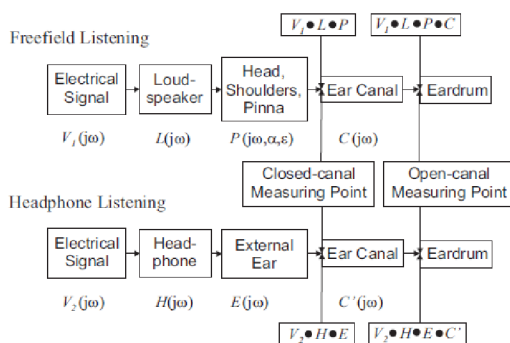 V₁●L●P
V₁●L●P●C
Freefield Listening
Electrical
Signal
Loud-
speaker
Head,
Shoulders,
Pinna
Ear Canal
Eardrum
V₁(jω)
L(jω)
P(jω,α,ε)
C(jω)
Closed-canal
Measuring Point
Open-canal
Measuring Point
Headphone Listening
Electrical
Signal
Head-
phone
External
Ear
Ear Canal
Eardrum
V₂(jω)
H(jω)
E(jω)
C'(jω)
V₂●H●E
V₂●H●E●C'